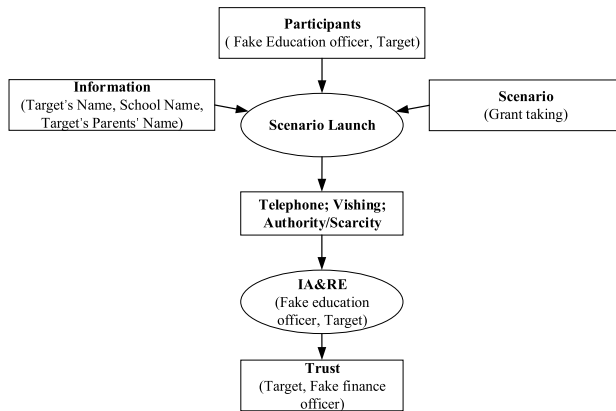 Participants
( Fake Education officer, Target)
Information
(Target's Name, School Name,
Target's Parents' Name)
Scenario
(Grant taking)
Scenario Launch
Telephone; Vishing;
Authority/Scarcity
IA&RE
(Fake education
officer, Target)
Trust
(Target, Fake finance
officer)